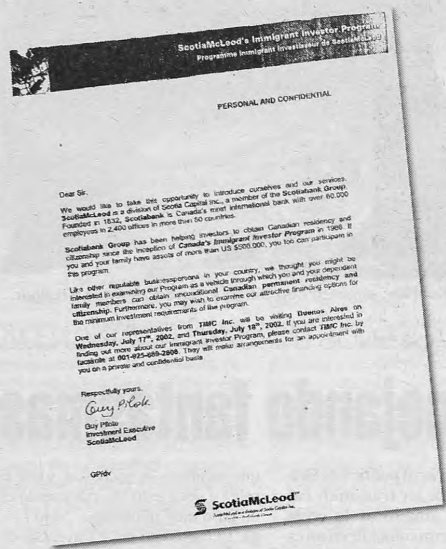 ScotiaMcLeod's Immigrant Investor Program
Programme Immigrant Investisseur de ScotiaMcLeod
PERSONAL AND CONFIDENTIAL
Dear Sir,
We would like to take this opportunity to introduce ourselves and our services.
ScotiaMcLeod is a division of Scotia Capital Inc., a member of the Scotiabank Group.
Founded in 1832, Scotiabank is Canada's most international bank with over 60,000
employees in 2,400 offices in more than 50 countries.
Scotiabank Group has been helping investors to obtain Canadian residency and
citizenship since the inception of Canada's Immigrant Investor Program in 1986. If
you and your family have assets of more than US $500,000, you too can participate in
this program.
Like other reputable businesspersons in your country, we thought you might be
interested in examining our Program as a vehicle through which you and your dependent
family members can obtain unconditional Canadian permanent residency and
citizenship. Furthermore, you may wish to examine our attractive financing options for
the minimum investment requirements of the program.
One of our representatives from TIMC Inc. will be visiting Buenos Aires on
Wednesday, July 17th, 2002, and Thursday, July 18th, 2002. If you are interested in
finding out more about our Immigrant Investor Program, please contact TIMC Inc. by
facsimile at 001-925-689-2808. They will make arrangements for an appointment with
you on a private and confidential basis.
Respectfully yours,
Guy Pilote
Guy Pilote
Investment Executive
ScotiaMcLeod
GP/dv
ScotiaMcLeod